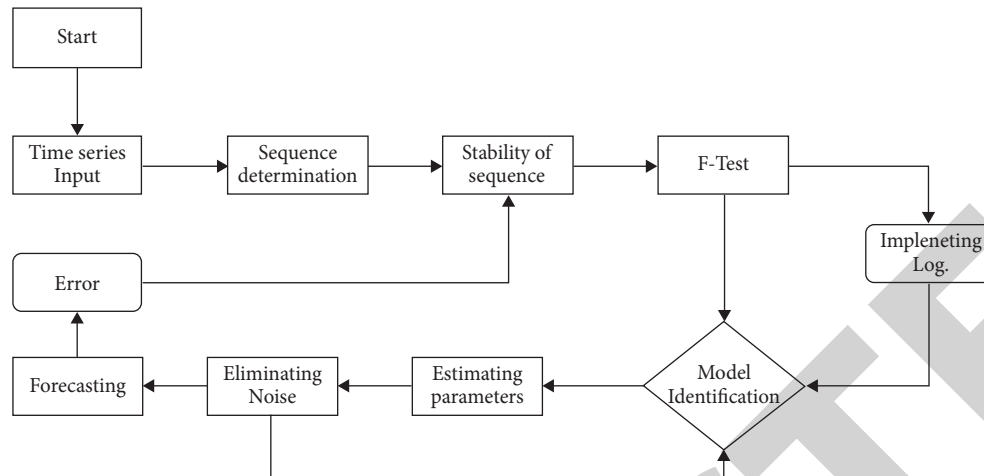 Start
Time series
Input
Sequence
determination
Stability of
sequence
F-Test
Impleneting
Log.
Error
Forecasting
Eliminating
Noise
Estimating
parameters
Model
Identification